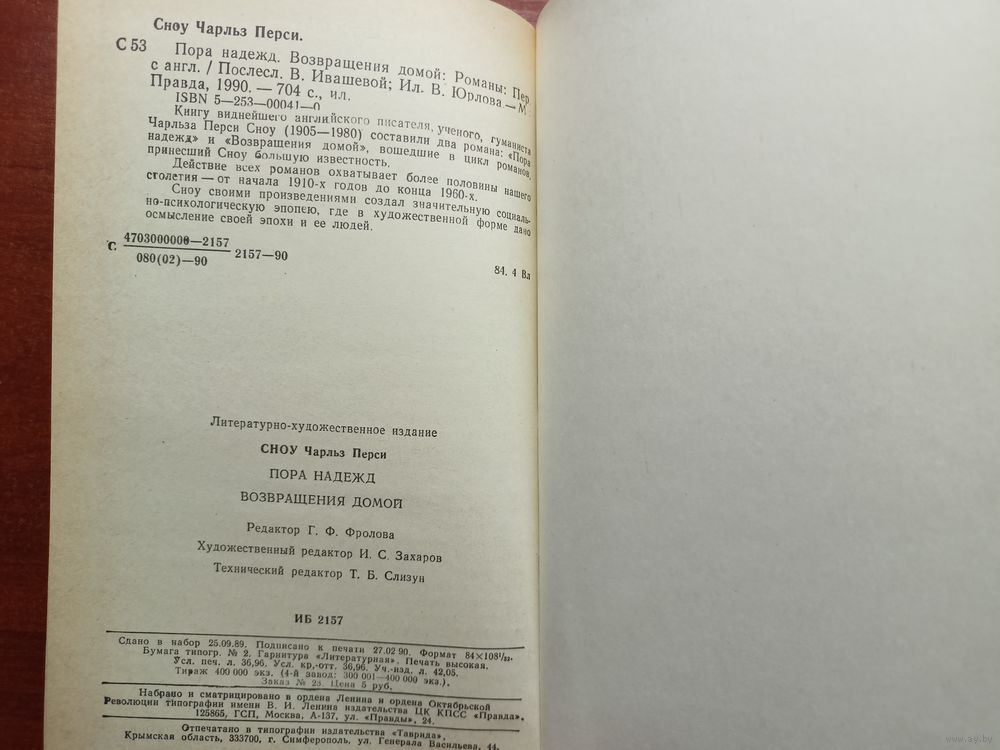 Сноу Чарльз Перси.
С 53
Пора надежд. Возвращения домой: Романы: Пер
с англ. / Послесл. В. Ивашевой; Ил. В. Юрлова.— М
Правда, 1990. — 704 с., ил.
ISBN 5—253—00041—0
Книгу виднейшего английского писателя, ученого, гуманиста
Чарльза Перси Сноу (1905—1980) составили два романа: «Пора
надежд» и «Возвращения домой», вошедшие в цикл романов,
принесший Сноу большую известность.
Действие всех романов охватывает более половины нашего
столетия — от начала 1910-х годов до конца 1960-х.
Сноу своими произведениями создал значительную социаль-
но-психологическую эпопею, где в художественной форме дано
осмысление своей эпохи и ее людей.
С 4703000000—2157
080(02)—90 2157—90
84. 4 Вл
Литературно-художественное издание
СНОУ Чарльз Перси
ПОРА НАДЕЖД
ВОЗВРАЩЕНИЯ ДОМОЙ
Редактор Г. Ф. Фролова
Художественный редактор И. С. Захаров
Технический редактор Т. Б. Слизун
ИБ 2157
Сдано в набор 25.09.89. Подписано к печати 27.02 90. Формат 84×108¹/₃₂.
Бумага типогр. № 2. Гарнитура «Литературная». Печать высокая.
Усл. печ. л. 36,96. Усл. кр.-отт. 36,96. Уч.-изд. л. 42,05.
Тираж 400 000 экз. (4-й завод: 300 001—400 000 экз.).
Заказ № 23. Цена 5 руб.
Набрано и сматрицировано в ордена Ленина и ордена Октябрьской
Революции типографии имени В. И. Ленина издательства ЦК КПСС «Правда».
125865, ГСП, Москва, А-137, ул. «Правды», 24.
Отпечатано в типографии издательства «Таврида»,
Крымская область, 333700, г. Симферополь, ул. Генерала Васильева, 44.
www.ay.by